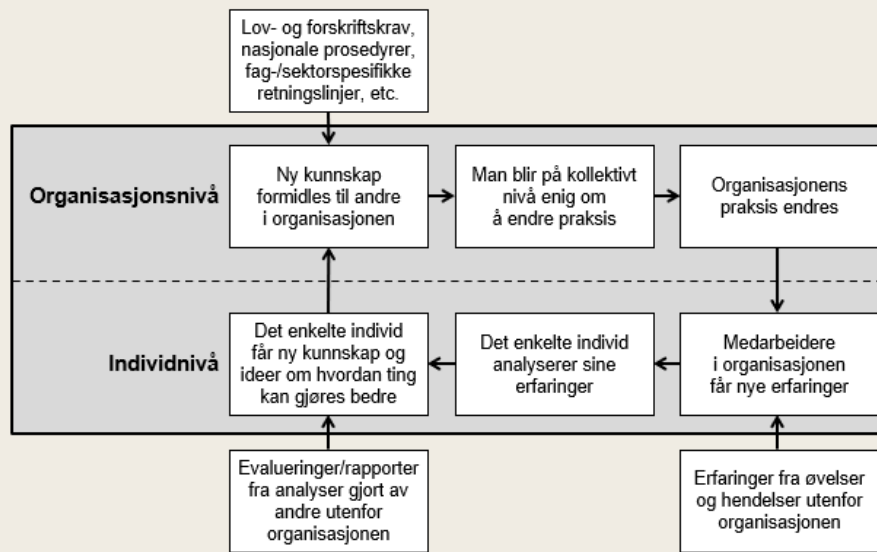 Lov- og forskriftskrav,
nasjonale prosedyrer,
fag-/sektorspesifikke
retningslinjer, etc.
Organisasjonsnivå
Ny kunnskap
formidles til andre
i organisasjonen
Man blir på kollektivt
nivå enig om
å endre praksis
Organisasjonens
praksis endres
Individnivå
Det enkelte individ
får ny kunnskap og
ideer om hvordan ting
kan gjøres bedre
Det enkelte individ
analyserer sine
erfaringer
Medarbeidere
i organisasjonen
får nye erfaringer
Evalueringer/rapporter
fra analyser gjort av
andre utenfor
organisasjonen
Erfaringer fra øvelser
og hendelser utenfor
organisasjonen